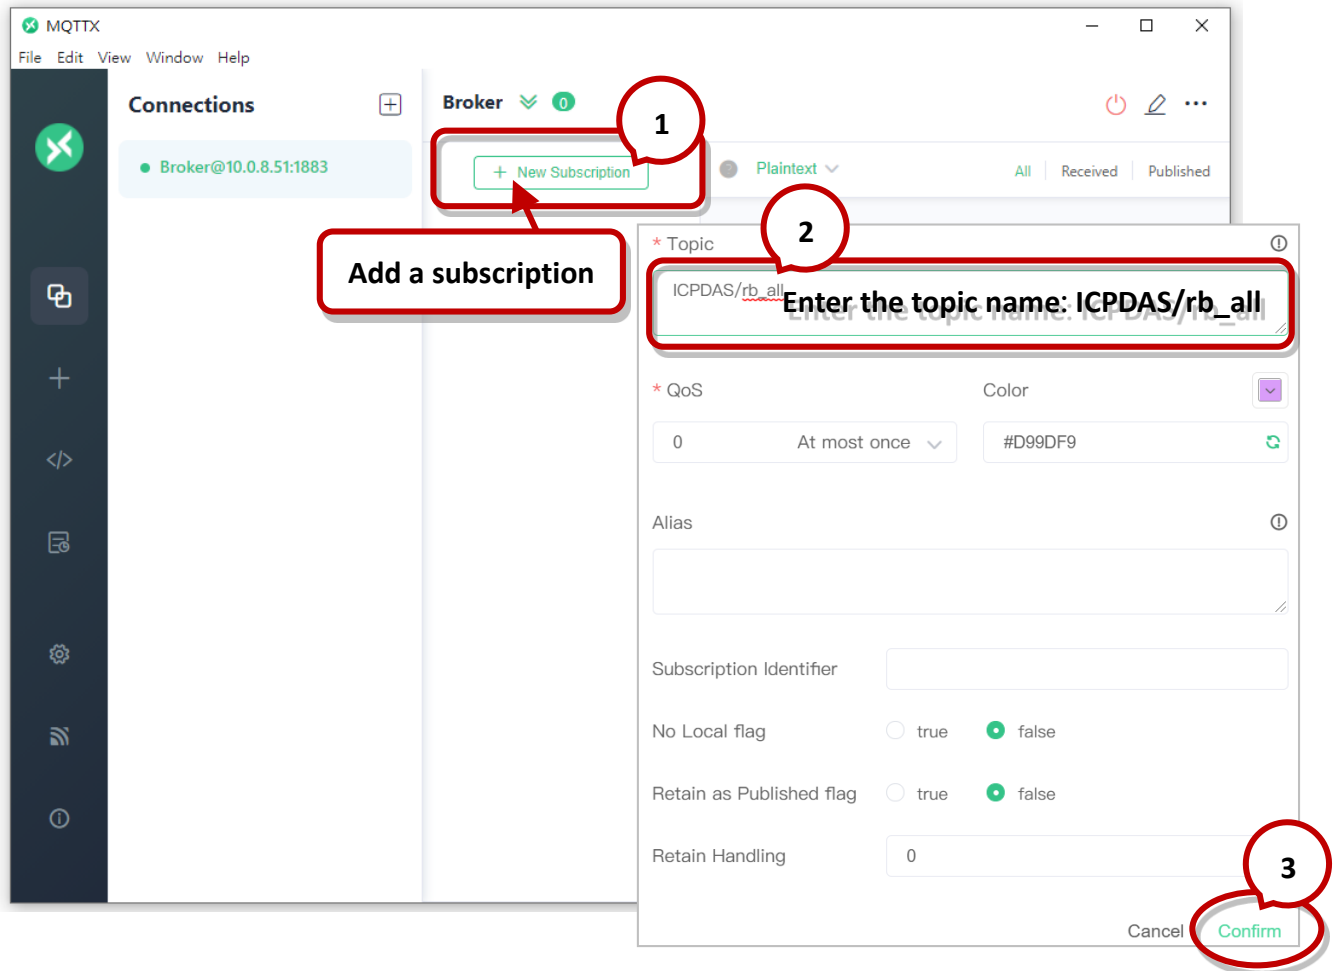 MQTTX
File Edit View Window Help
Connections
Broker 0
1
Broker@10.0.8.51:1883
+ New Subscription
Plaintext
All Received Published
Add a subscription
2
* Topic
ICPDAS/rb_all
Enter the topic name: ICPDAS/rb_all
* QoS
Color
0 At most once
#D99DF9
Alias
Subscription Identifier
No Local flag true false
Retain as Published flag true false
Retain Handling 0
3
Cancel Confirm